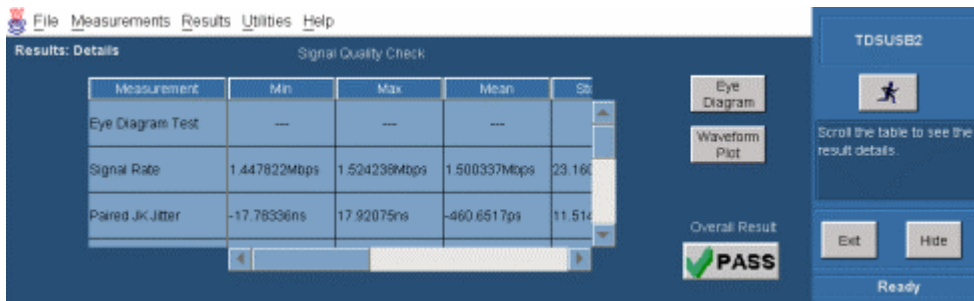 File Measurements Results Utilities Help
Results: Details
Signal Quality Check
Measurement Min Max Mean
Eye Diagram Test --- --- ---
Signal Rate 1.447822Mbps 1.524238Mbps 1.500337Mbps 23.160
Paired JK Jitter -17.78336ns 17.92075ns -460.6517ps 11.514
Eye
Diagram
Waveform
Plot
Overall Result
PASS
TDSUSB2
Scroll the table to see the
result details.
Exit Hide
Ready